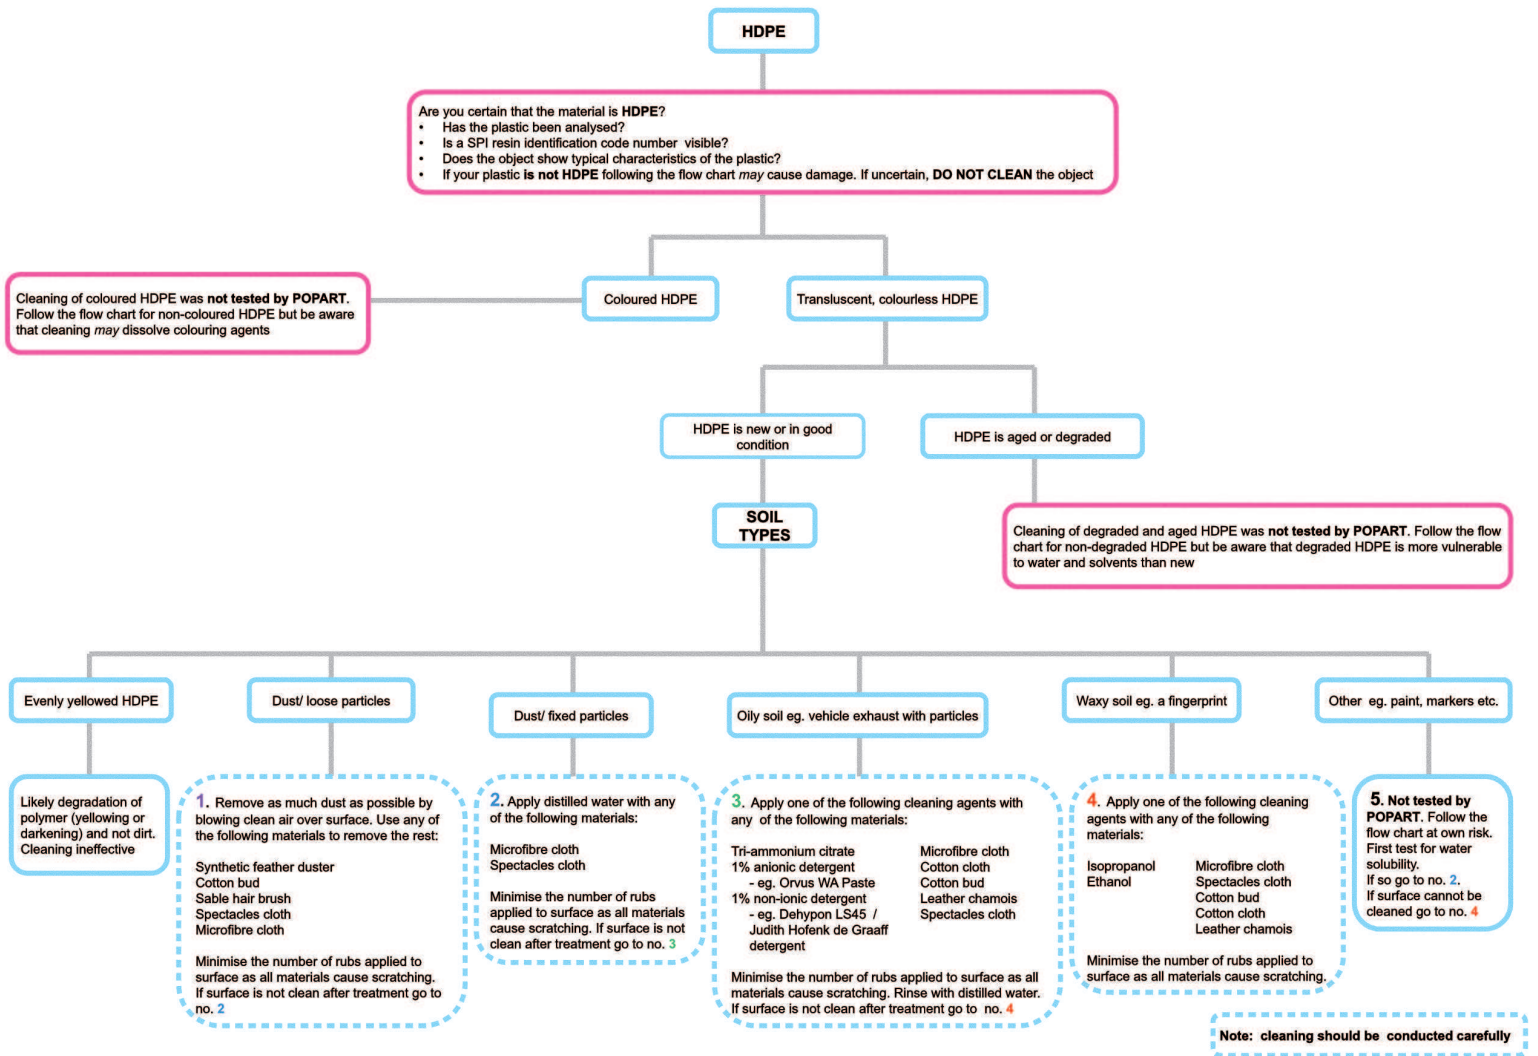 HDPE
Are you certain that the material is HDPE?
• Has the plastic been analysed?
• Is a SPI resin identification code number visible?
• Does the object show typical characteristics of the plastic?
• If your plastic is not HDPE following the flow chart may cause damage. If uncertain, DO NOT CLEAN the object
Cleaning of coloured HDPE was not tested by POPART.
Follow the flow chart for non-coloured HDPE but be aware
that cleaning may dissolve colouring agents
Coloured HDPE
Transluscent, colourless HDPE
HDPE is new or in good
condition
HDPE is aged or degraded
SOIL
TYPES
Cleaning of degraded and aged HDPE was not tested by POPART. Follow the flow
chart for non-degraded HDPE but be aware that degraded HDPE is more vulnerable
to water and solvents than new
Evenly yellowed HDPE
Dust/ loose particles
Dust/ fixed particles
Oily soil eg. vehicle exhaust with particles
Waxy soil eg. a fingerprint
Other eg. paint, markers etc.
Likely degradation of
polymer (yellowing or
darkening) and not dirt.
Cleaning ineffective
1. Remove as much dust as possible by
blowing clean air over surface. Use any of
the following materials to remove the rest:
Synthetic feather duster
Cotton bud
Sable hair brush
Spectacles cloth
Microfibre cloth
Minimise the number of rubs applied to
surface as all materials cause scratching.
If surface is not clean after treatment go to
no. 2
2. Apply distilled water with any
of the following materials:
Microfibre cloth
Spectacles cloth
Minimise the number of rubs
applied to surface as all materials
cause scratching. If surface is not
clean after treatment go to no. 3
3. Apply one of the following cleaning agents with
any of the following materials:
Tri-ammonium citrate
1% anionic detergent
- eg. Orvus WA Paste
1% non-ionic detergent
- eg. Dehypon LS45 /
Judith Hofenk de Graaff
detergent
Microfibre cloth
Cotton cloth
Cotton bud
Leather chamois
Spectacles cloth
Minimise the number of rubs applied to surface as all
materials cause scratching. Rinse with distilled water.
If surface is not clean after treatment go to no. 4
4. Apply one of the following cleaning
agents with any of the following
materials:
Isopropanol
Ethanol
Microfibre cloth
Spectacles cloth
Cotton bud
Cotton cloth
Leather chamois
Minimise the number of rubs applied to
surface as all materials cause scratching.
5. Not tested by
POPART. Follow the
flow chart at own risk.
First test for water
solubility.
If so go to no. 2.
If surface cannot be
cleaned go to no. 4
Note: cleaning should be conducted carefully